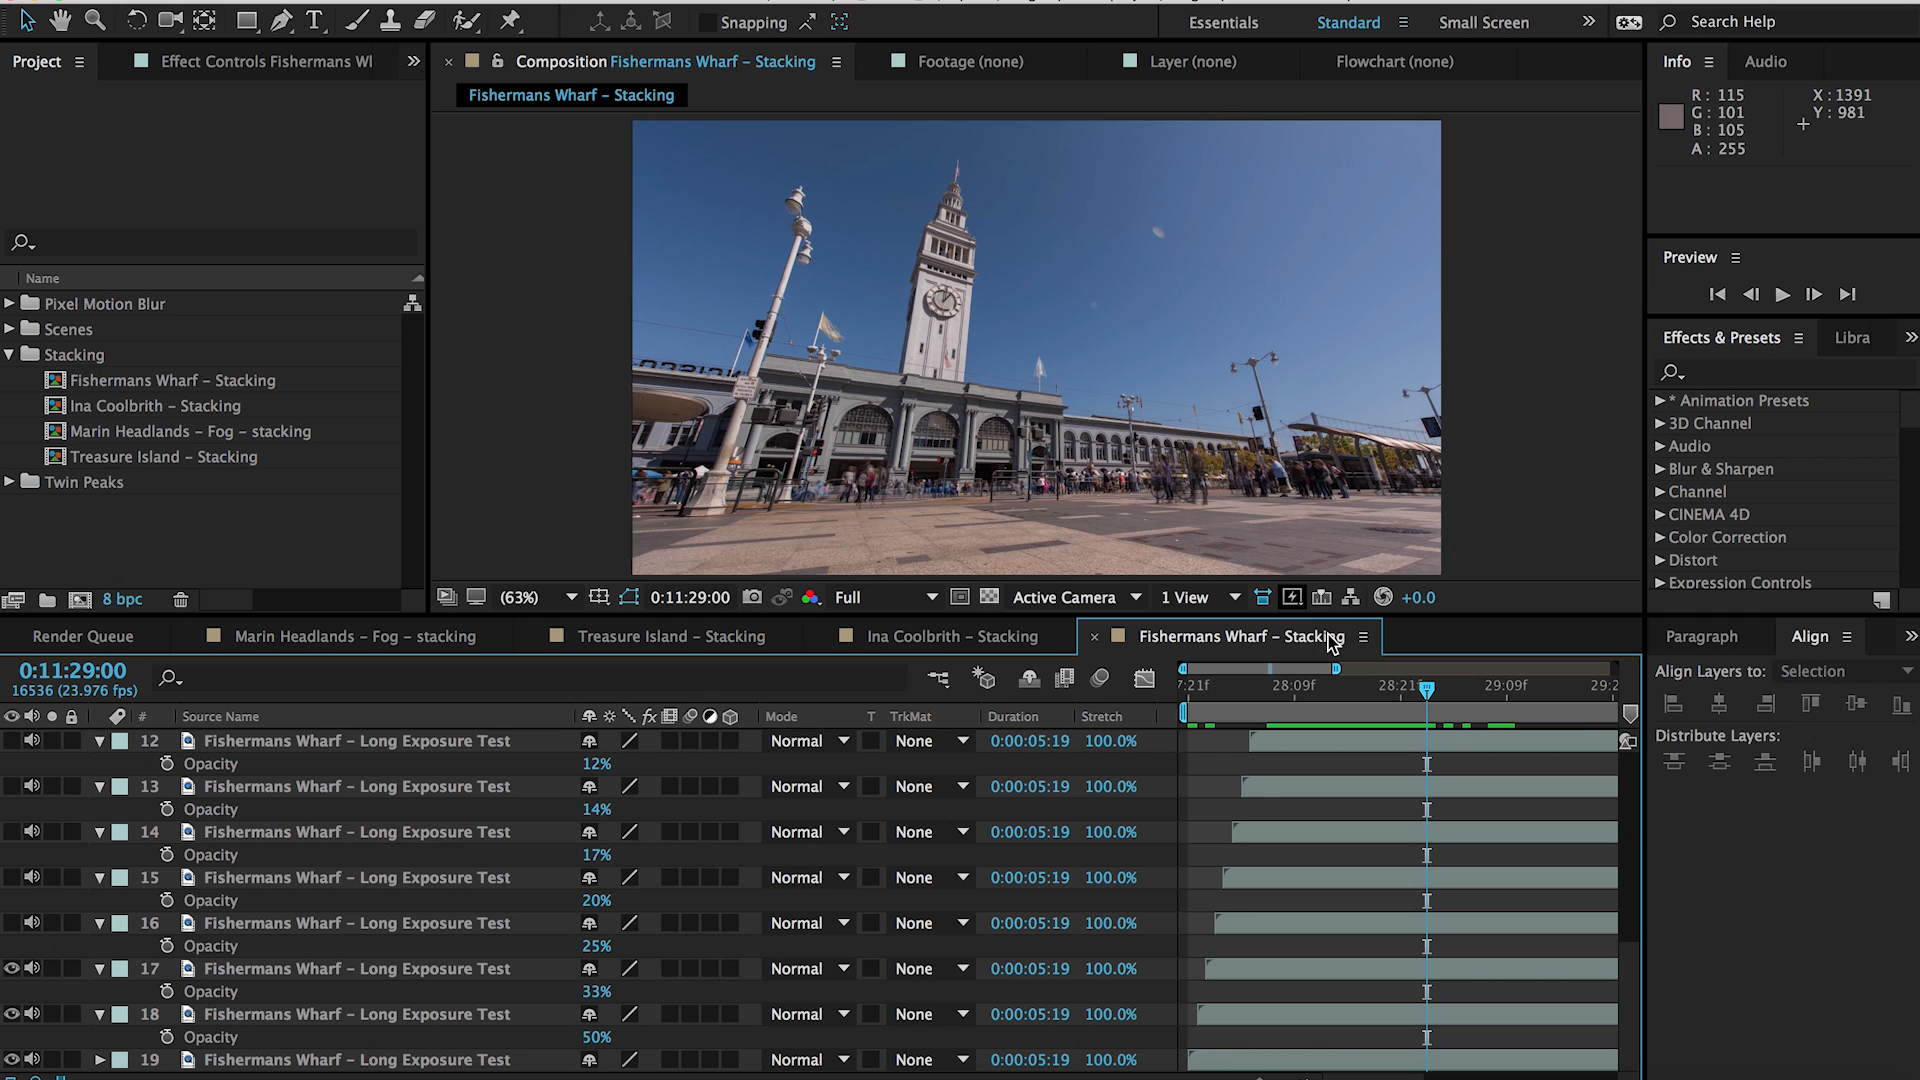 Snapping
Essentials
Standard
Small Screen
Search Help
Project
Effect Controls Fishermans Wl
Composition Fishermans Wharf – Stacking
Footage (none)
Layer (none)
Flowchart (none)
Info
Audio
Fishermans Wharf – Stacking
R: 115
G: 101
B: 105
A: 255
X: 1391
Y: 981
Preview
Effects & Presets
Libra
* Animation Presets
3D Channel
Audio
Blur & Sharpen
Channel
CINEMA 4D
Color Correction
Distort
Expression Controls
Name
Pixel Motion Blur
Scenes
Stacking
Fishermans Wharf – Stacking
Ina Coolbrith – Stacking
Marin Headlands – Fog – stacking
Treasure Island – Stacking
Twin Peaks
8 bpc
(63%)
0:11:29:00
Full
Active Camera
1 View
+0.0
Render Queue
Marin Headlands – Fog – stacking
Treasure Island – Stacking
Ina Coolbrith – Stacking
Fishermans Wharf – Stacking
Paragraph
Align
0:11:29:00
16536 (23.976 fps)
7:21f
28:09f
28:21f
29:09f
29:2
Align Layers to:
Selection
Distribute Layers:
#
Source Name
Mode
T
TrkMat
Duration
Stretch
12 Fishermans Wharf – Long Exposure Test Normal None 0:00:05:19 100.0%
Opacity 12%
13 Fishermans Wharf – Long Exposure Test Normal None 0:00:05:19 100.0%
Opacity 14%
14 Fishermans Wharf – Long Exposure Test Normal None 0:00:05:19 100.0%
Opacity 17%
15 Fishermans Wharf – Long Exposure Test Normal None 0:00:05:19 100.0%
Opacity 20%
16 Fishermans Wharf – Long Exposure Test Normal None 0:00:05:19 100.0%
Opacity 25%
17 Fishermans Wharf – Long Exposure Test Normal None 0:00:05:19 100.0%
Opacity 33%
18 Fishermans Wharf – Long Exposure Test Normal None 0:00:05:19 100.0%
Opacity 50%
19 Fishermans Wharf – Long Exposure Test Normal None 0:00:05:19 100.0%